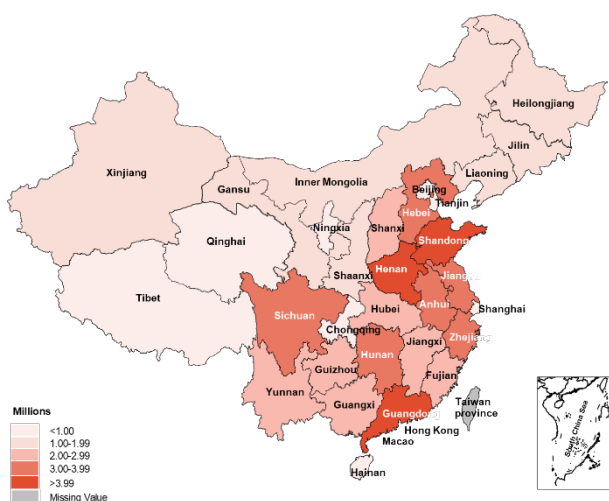 Heilongjiang
Jilin
Xinjiang
Liaoning
Inner Mongolia
Gansu
Beijing
Tianjin
Hebei
Ningxia
Shanxi
Qinghai
Shandong
Shaanxi
Henan
Tibet
Anhui
Shanghai
Sichuan
Hubei
Chongqing
Zhejiang
Hunan
Jiangxi
Guizhou
Fujian
Yunnan
Guangxi
Taiwan
province
Guangdong
Hong Kong
Macao
Hainan
South China Sea
Millions
<1.00
1.00-1.99
2.00-2.99
3.00-3.99
>3.99
Missing Value